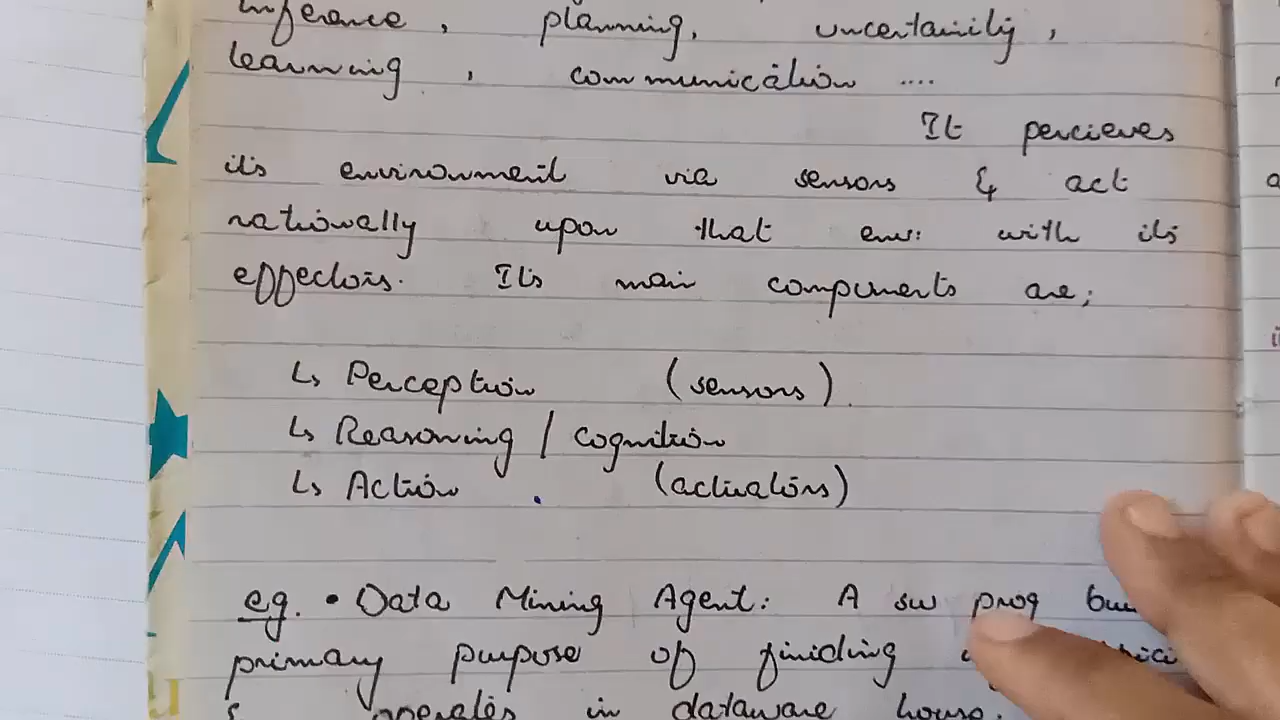 inference , planning, uncertainity ,
learning , communication ....
It percieves
its environment via sensors & act
rationally upon that env: with its
effectors. Its main components are;
↳ Perception (sensors).
↳ Reasoning / cognition
↳ Action . (actuators)
eg. • Data Mining Agent: A sw prog
primary purpose of finiding
operates in dataware house.